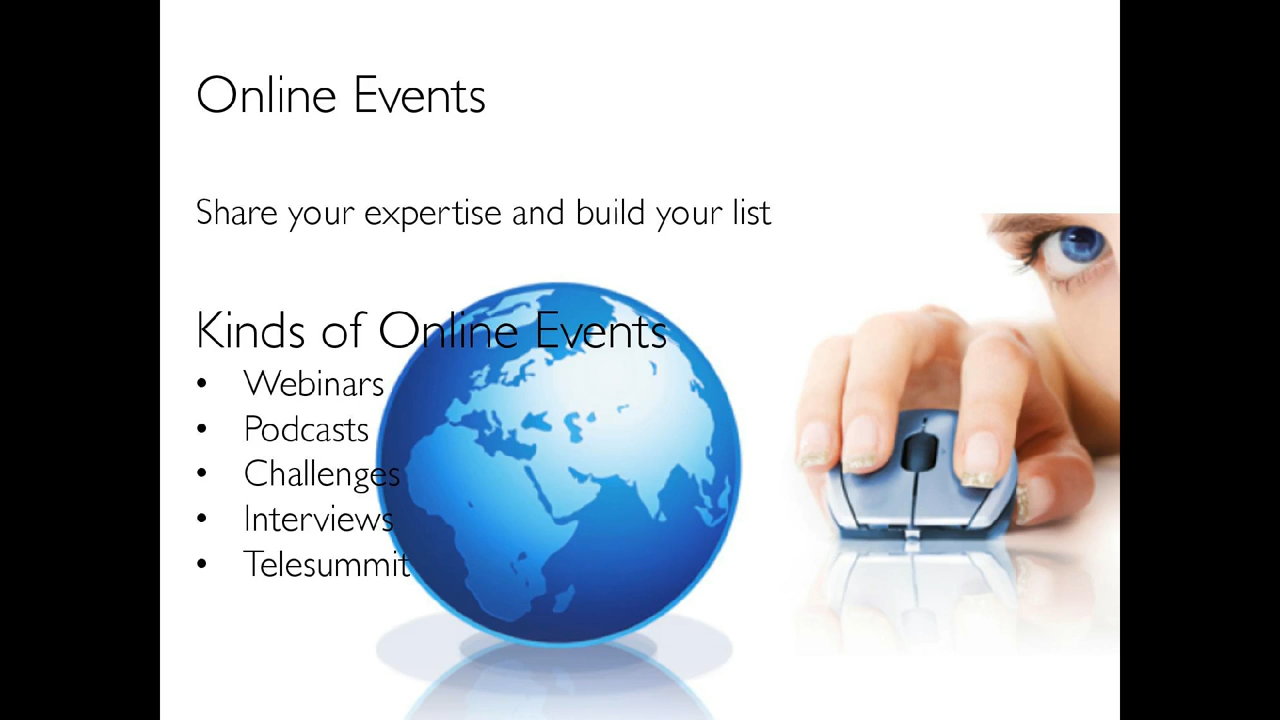 Online Events
Share your expertise and build your list
Kinds of Online Events
• Webinars
• Podcasts
• Challenges
• Interviews
• Telesummit